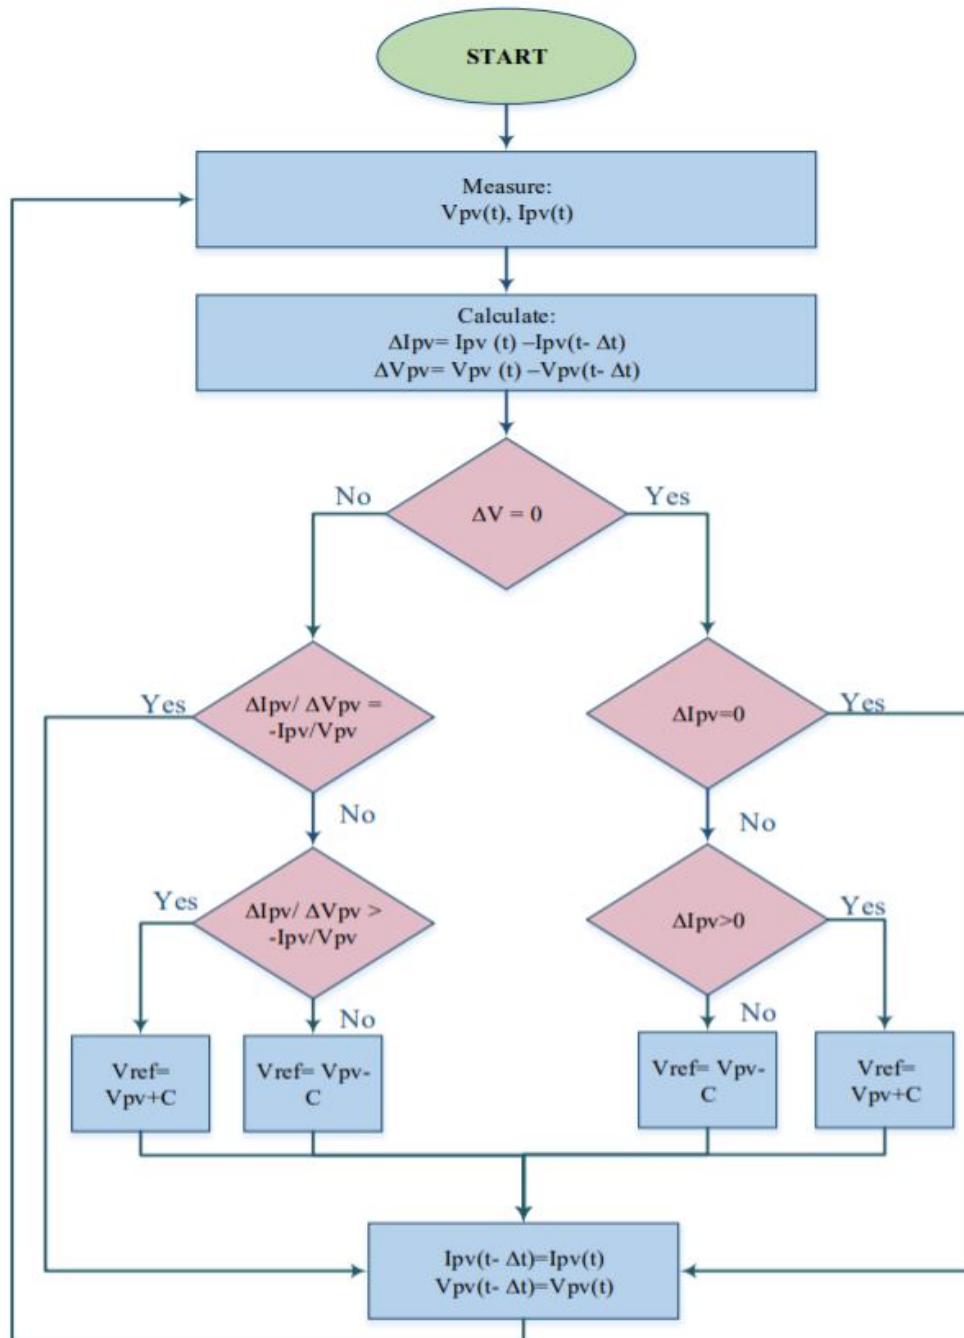 START
Measure:
Vpv(t), Ipv(t)
Calculate:
ΔIpv= Ipv (t) –Ipv(t- Δt)
ΔVpv= Vpv (t) –Vpv(t- Δt)
No
Yes
ΔV = 0
Yes
ΔIpv/ ΔVpv =
-Ipv/Vpv
ΔIpv=0
Yes
No
No
Yes
ΔIpv/ ΔVpv >
-Ipv/Vpv
ΔIpv>0
Yes
No
No
Vref=
Vpv+C
Vref= Vpv-
C
Vref= Vpv-
C
Vref=
Vpv+C
Ipv(t- Δt)=Ipv(t)
Vpv(t- Δt)=Vpv(t)